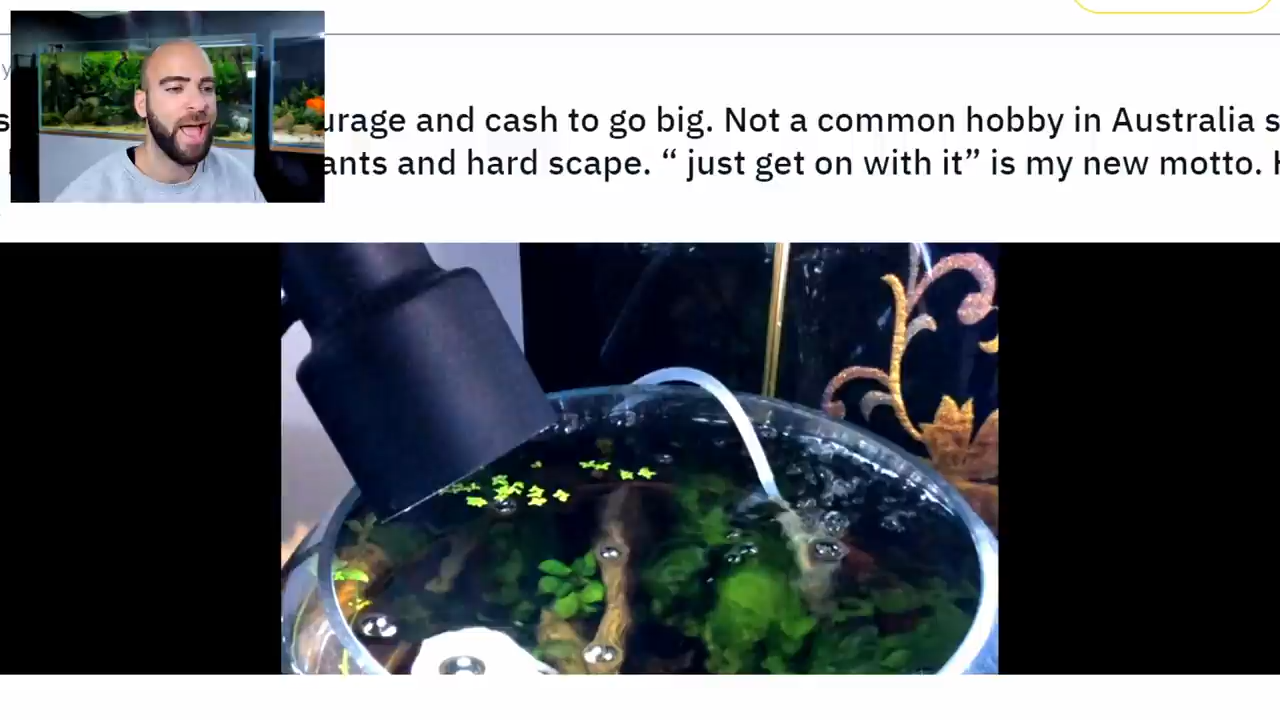 y
urage and cash to go big. Not a common hobby in Australia s
ants and hard scape. “ just get on with it” is my new motto. H